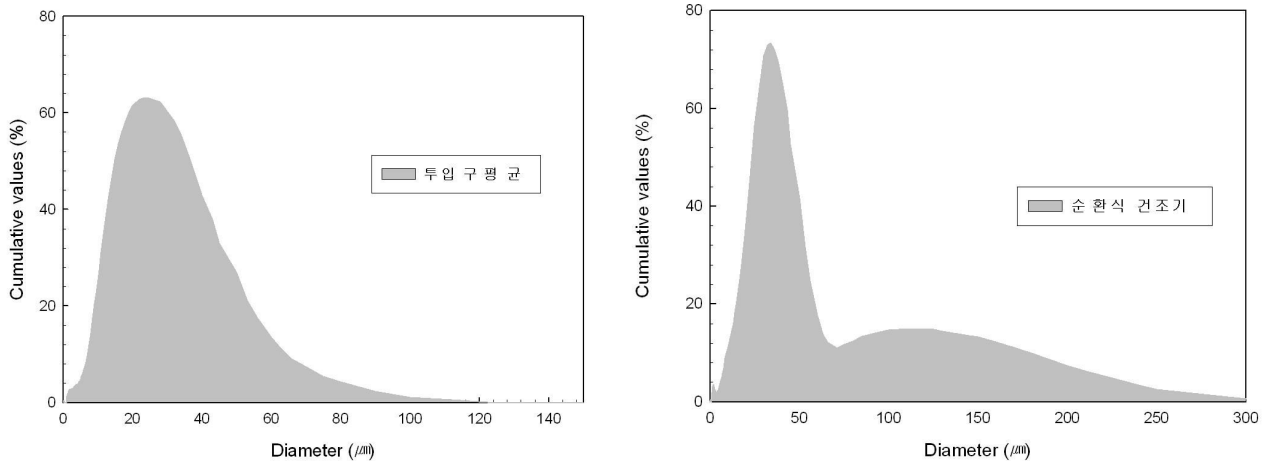 80
60
40
20
0
Cumulative values (%)
투입구평균
0 20 40 60 80 100 120 140
Diameter (㎛)
80
60
40
20
0
Cumulative values (%)
순환식 건조기
0 50 100 150 200 250 300
Diameter (㎛)